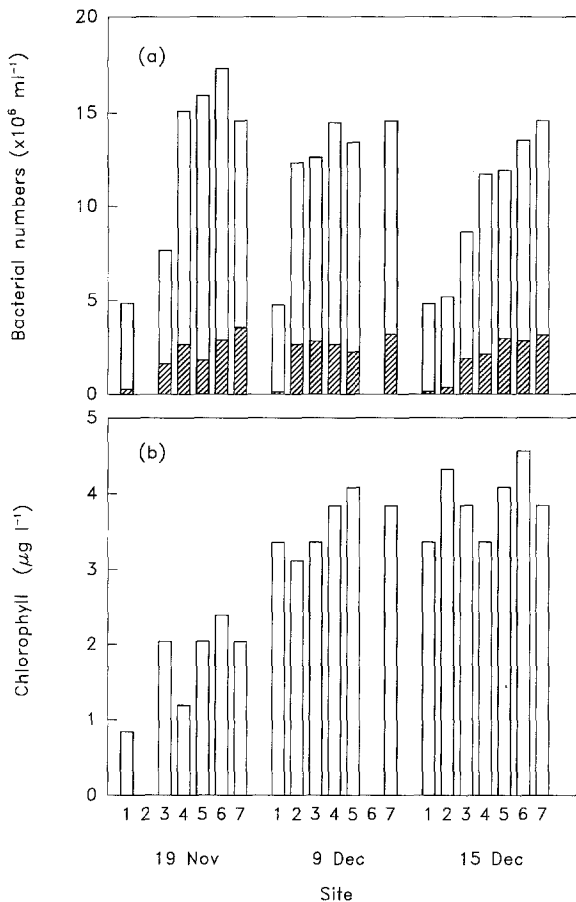 20
(a)
15
10
5
0
Bacterial numbers (x10⁶ ml⁻¹)
5
(b)
4
3
2
1
0
Chlorophyll (μg l⁻¹)
1 2 3 4 5 6 7 1 2 3 4 5 6 7 1 2 3 4 5 6 7
19 Nov 9 Dec 15 Dec
Site